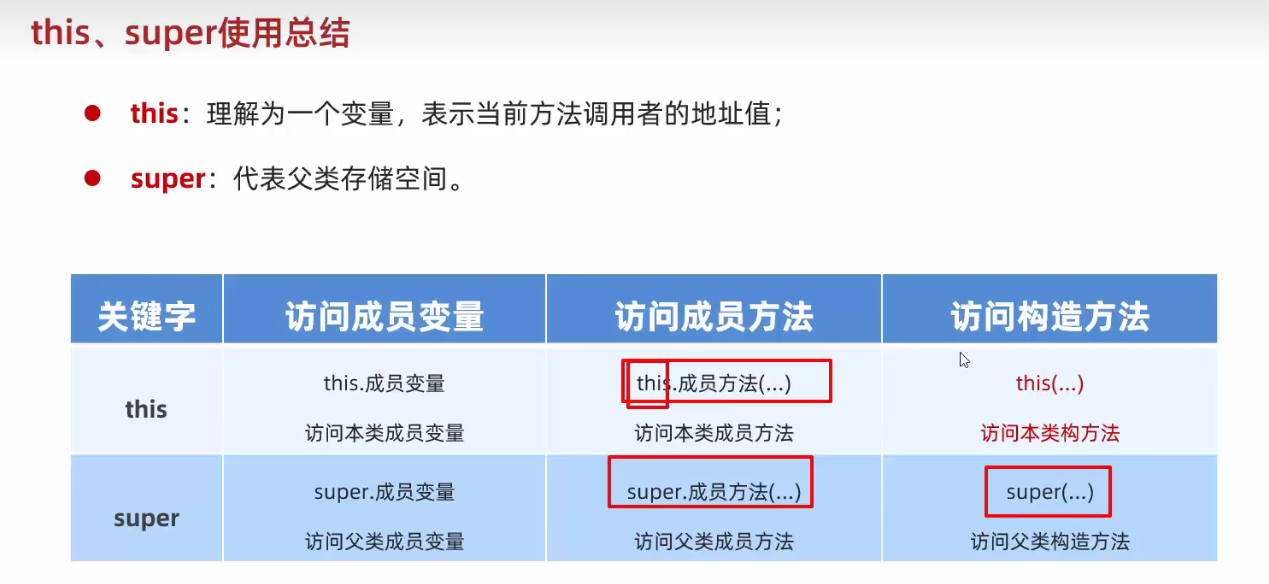 this、super使用总结
● this：理解为一个变量，表示当前方法调用者的地址值；
● super：代表父类存储空间。
关键字 访问成员变量 访问成员方法 访问构造方法
this
this.成员变量
访问本类成员变量
this.成员方法(...)
访问本类成员方法
this(...)
访问本类构方法
super
super.成员变量
访问父类成员变量
super.成员方法(...)
访问父类成员方法
super(...)
访问父类构造方法